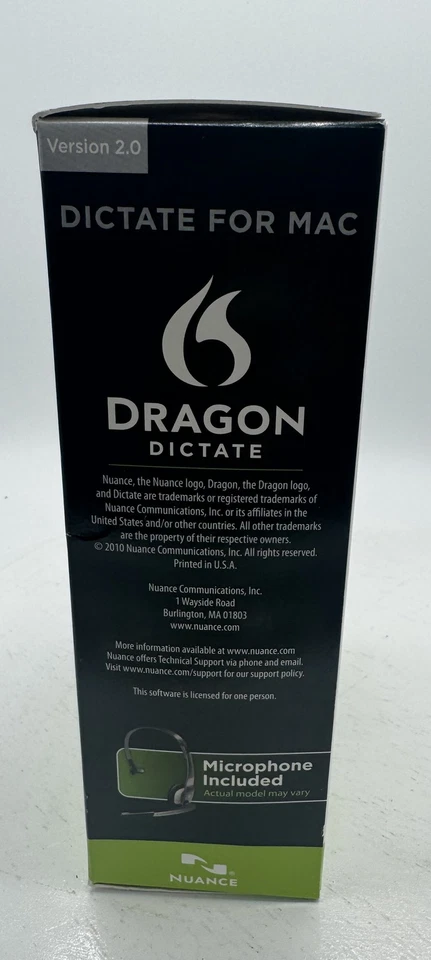 Version 2.0
DICTATE FOR MAC
DRAGON
DICTATE
Nuance, the Nuance logo, Dragon, the Dragon logo,
and Dictate are trademarks or registered trademarks of
Nuance Communications, Inc. or its affiliates in the
United States and/or other countries. All other trademarks
are the property of their respective owners.
© 2010 Nuance Communications, Inc. All rights reserved.
Printed in U.S.A.
Nuance Communications, Inc.
1 Wayside Road
Burlington, MA 01803
www.nuance.com
More information available at www.nuance.com
Nuance offers Technical Support via phone and email.
Visit www.nuance.com/support for our support policy.
This software is licensed for one person.
Microphone
Included
Actual model may vary
NUANCE